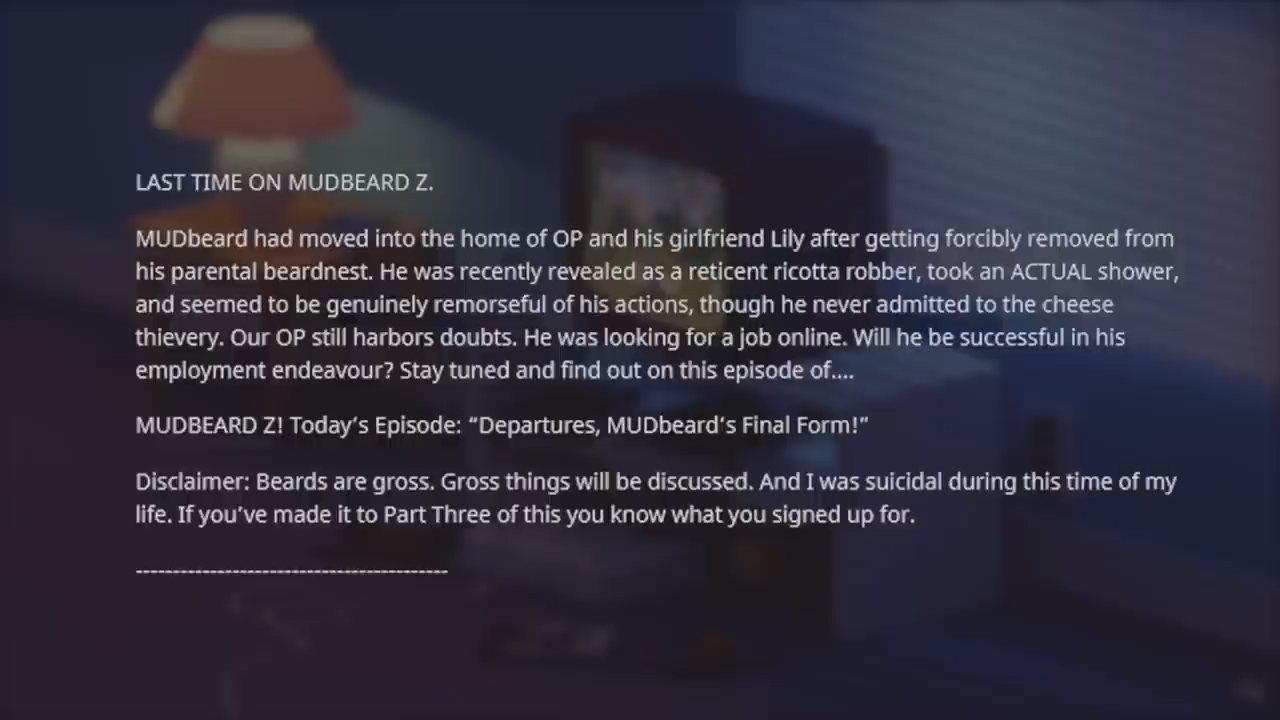 LAST TIME ON MUDBEARD Z.
MUDbeard had moved into the home of OP and his girlfriend Lily after getting forcibly removed from
his parental beardnest. He was recently revealed as a reticent ricotta robber, took an ACTUAL shower,
and seemed to be genuinely remorseful of his actions, though he never admitted to the cheese
thievery. Our OP still harbors doubts. He was looking for a job online. Will he be successful in his
employment endeavour? Stay tuned and find out on this episode of....
MUDBEARD Z! Today’s Episode: “Departures, MUDbeard’s Final Form!”
Disclaimer: Beards are gross. Gross things will be discussed. And I was suicidal during this time of my
life. If you’ve made it to Part Three of this you know what you signed up for.
------------------------------------------